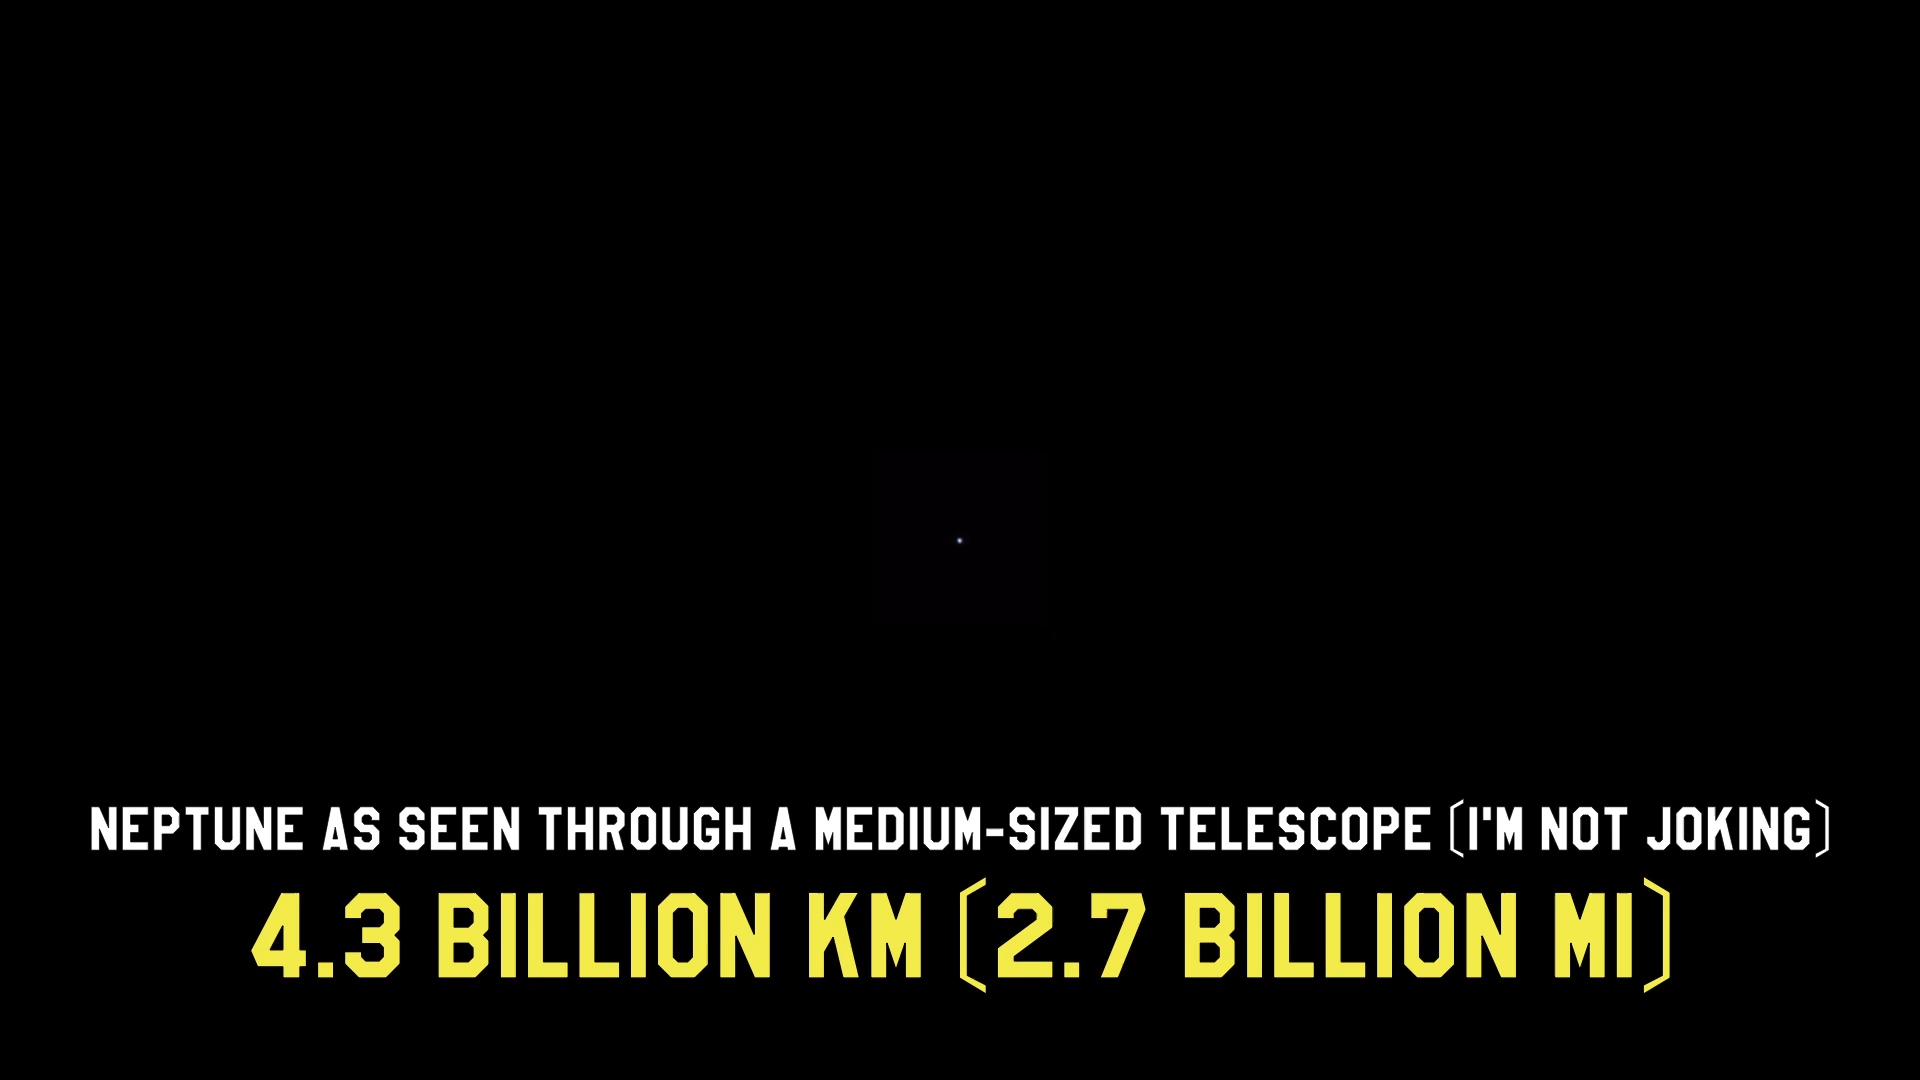 NEPTUNE AS SEEN THROUGH A MEDIUM-SIZED TELESCOPE (I'M NOT JOKING)
4.3 BILLION KM (2.7 BILLION MI)